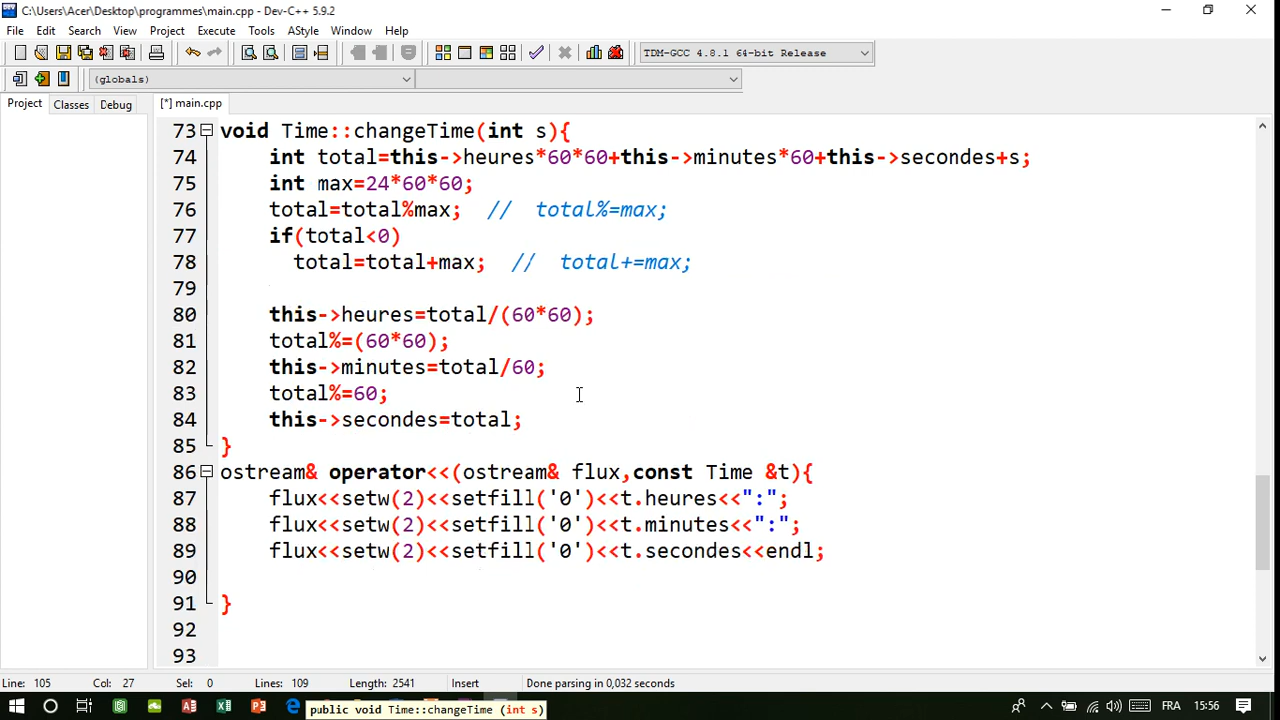 C:\Users\Acer\Desktop\programmes\main.cpp - Dev-C++ 5.9.2
File Edit Search View Project Execute Tools AStyle Window Help
TDM-GCC 4.8.1 64-bit Release
(globals)
Project Classes Debug [*] main.cpp
73 void Time::changeTime(int s){
74 int total=this->heures*60*60+this->minutes*60+this->secondes+s;
75 int max=24*60*60;
76 total=total%max; // total%=max;
77 if(total<0)
78 total=total+max; // total+=max;
79
80 this->heures=total/(60*60);
81 total%=(60*60);
82 this->minutes=total/60;
83 total%=60;
84 this->secondes=total;
85 }
86 ostream& operator<<(ostream& flux,const Time &t){
87 flux<<setw(2)<<setfill('0')<<t.heures<<":";
88 flux<<setw(2)<<setfill('0')<<t.minutes<<":";
89 flux<<setw(2)<<setfill('0')<<t.secondes<<endl;
90
91 }
92
93
Line: 105 Col: 27 Sel: 0 Lines: 109 Length: 2541 Insert Done parsing in 0,032 seconds
public void Time::changeTime (int s)
FRA 15:56